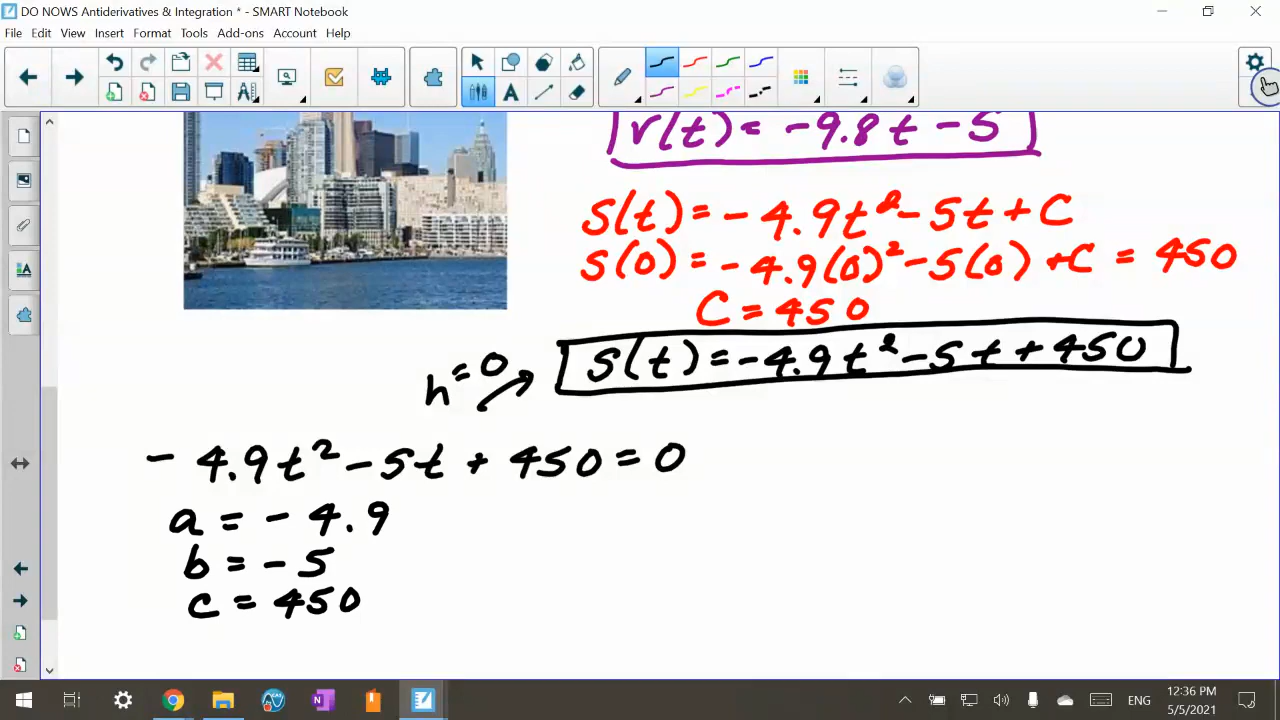 DO NOWS Antiderivatives & Integration * - SMART Notebook
File Edit View Insert Format Tools Add-ons Account Help
v(t) = -9.8t - 5
s(t) = -4.9t² - 5t + C
s(0) = -4.9(0)² - 5(0) + C = 450
C = 450
s(t) = -4.9t² - 5t + 450
h = 0
-4.9t² - 5t + 450 = 0
a = -4.9
b = -5
c = 450
ENG
12:36 PM
5/5/2021